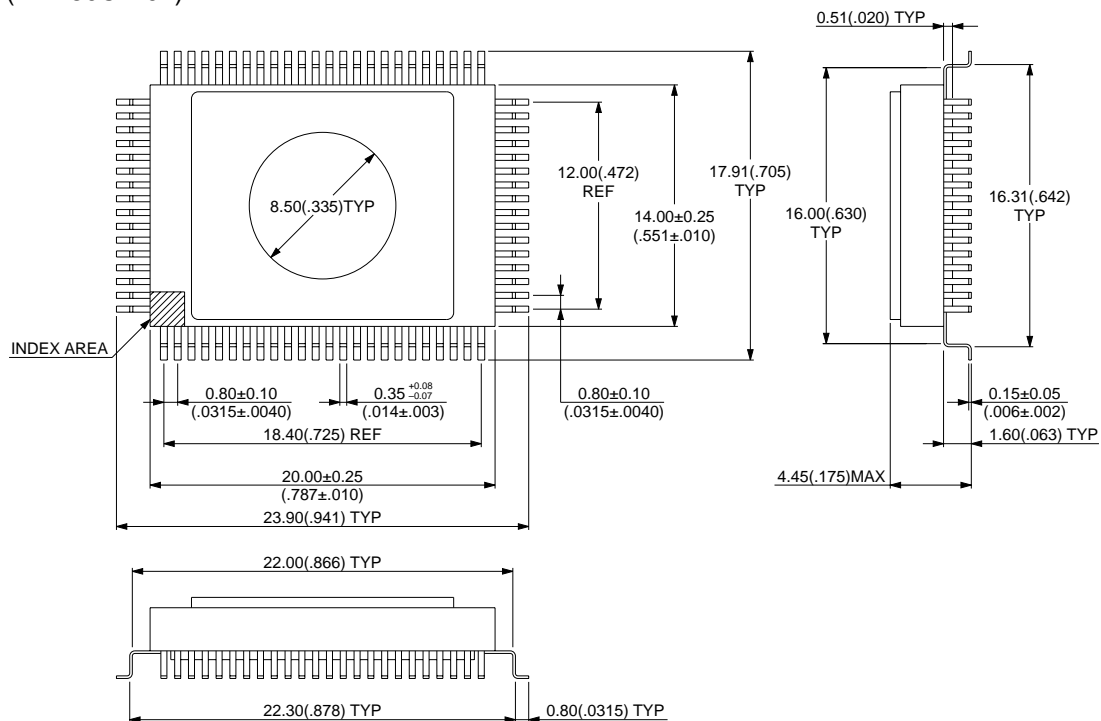 0.51(.020) TYP
17.91(.705)
TYP
12.00(.472)
REF
14.00±0.25
(.551±.010)
8.50(.335)TYP
16.00(.630)
TYP
16.31(.642)
TYP
INDEX AREA
0.80±0.10
(.0315±.0040)
0.35 +0.08 −0.07
(.014±.003)
0.80±0.10
(.0315±.0040)
0.15±0.05
(.006±.002)
18.40(.725) REF
1.60(.063) TYP
20.00±0.25
(.787±.010)
4.45(.175)MAX
23.90(.941) TYP
22.00(.866) TYP
22.30(.878) TYP
0.80(.0315) TYP